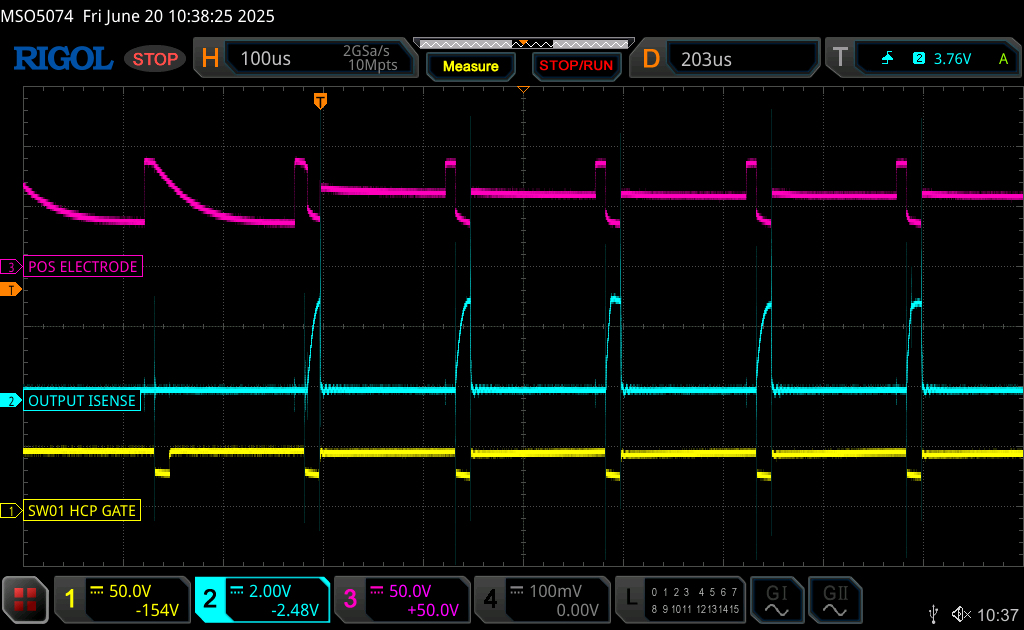 MSO5074 Fri June 20 10:38:25 2025
RIGOL STOP H 100us 2GSa/s 10Mpts Measure STOP/RUN D 203us T 2 3.76V A
T
3 POS ELECTRODE
T
2 OUTPUT ISENSE
1 SW01 HCP GATE
1 50.0V -154V 2 2.00V -2.48V 3 50.0V +50.0V 4 100mV 0.00V L 0 1 2 3 4 5 6 7 8 9 10 11 12 13 14 15 GI GII
10:37